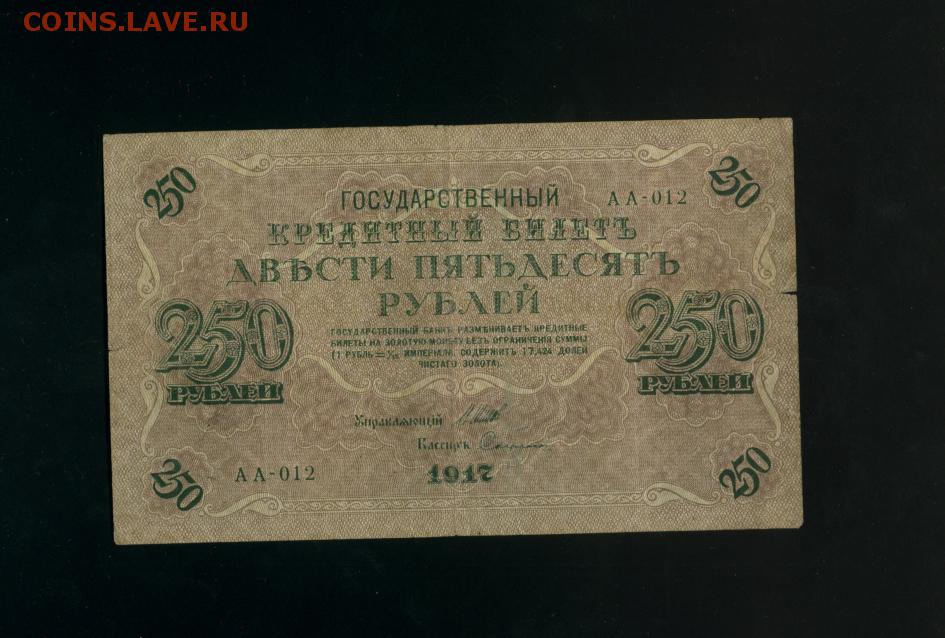 COINS.LAVE.RU
250
250
ГОСУДАРСТВЕННЫЙ
АА-012
КРЕДИТНЫЙ БИЛЕТЪ
ДВѢСТИ ПЯТЬДЕСЯТЪ
РУБЛЕЙ
250
РУБЛЕЙ
250
РУБЛЕЙ
ГОСУДАРСТВЕННЫЙ БАНКЪ РАЗМѢНИВАЕТЪ КРЕДИТНЫЕ
БИЛЕТЫ НА ЗОЛОТУЮ МОНЕТУ БЕЗЪ ОГРАНИЧЕНІЯ СУММЫ
(1 РУБЛЬ = 1/15 ИМПЕРІАЛА, СОДЕРЖИТЪ 17,424 ДОЛЕЙ
ЧИСТАГО ЗОЛОТА).
Управляющій
Кассиръ
АА-012
1917
250
250